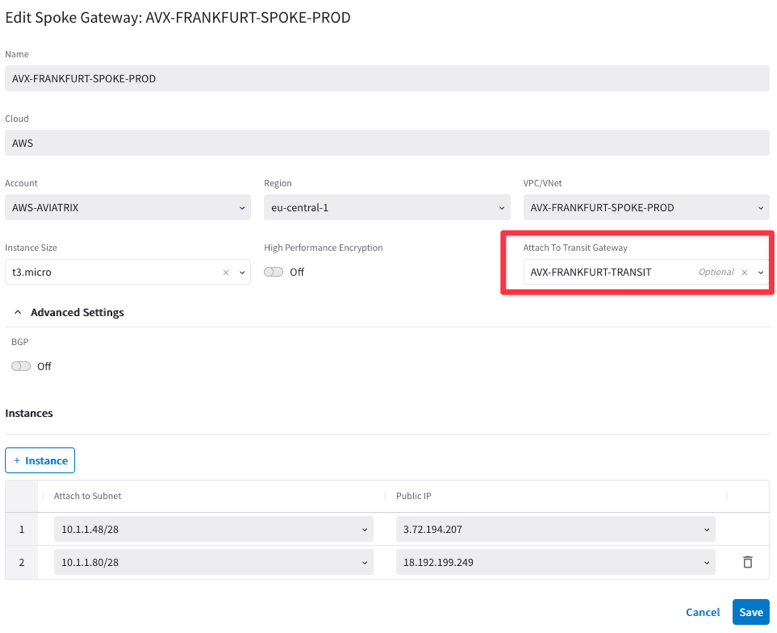 Edit Spoke Gateway: AVX-FRANKFURT-SPOKE-PROD
Name
AVX-FRANKFURT-SPOKE-PROD
Cloud
AWS
Account Region VPC/VNet
AWS-AVIATRIX eu-central-1 AVX-FRANKFURT-SPOKE-PROD
Instance Size High Performance Encryption Attach To Transit Gateway
t3.micro Off AVX-FRANKFURT-TRANSIT Optional
Advanced Settings
BGP
Off
Instances
+ Instance
Attach to Subnet Public IP
1 10.1.1.48/28 3.72.194.207
2 10.1.1.80/28 18.192.199.249
Cancel Save